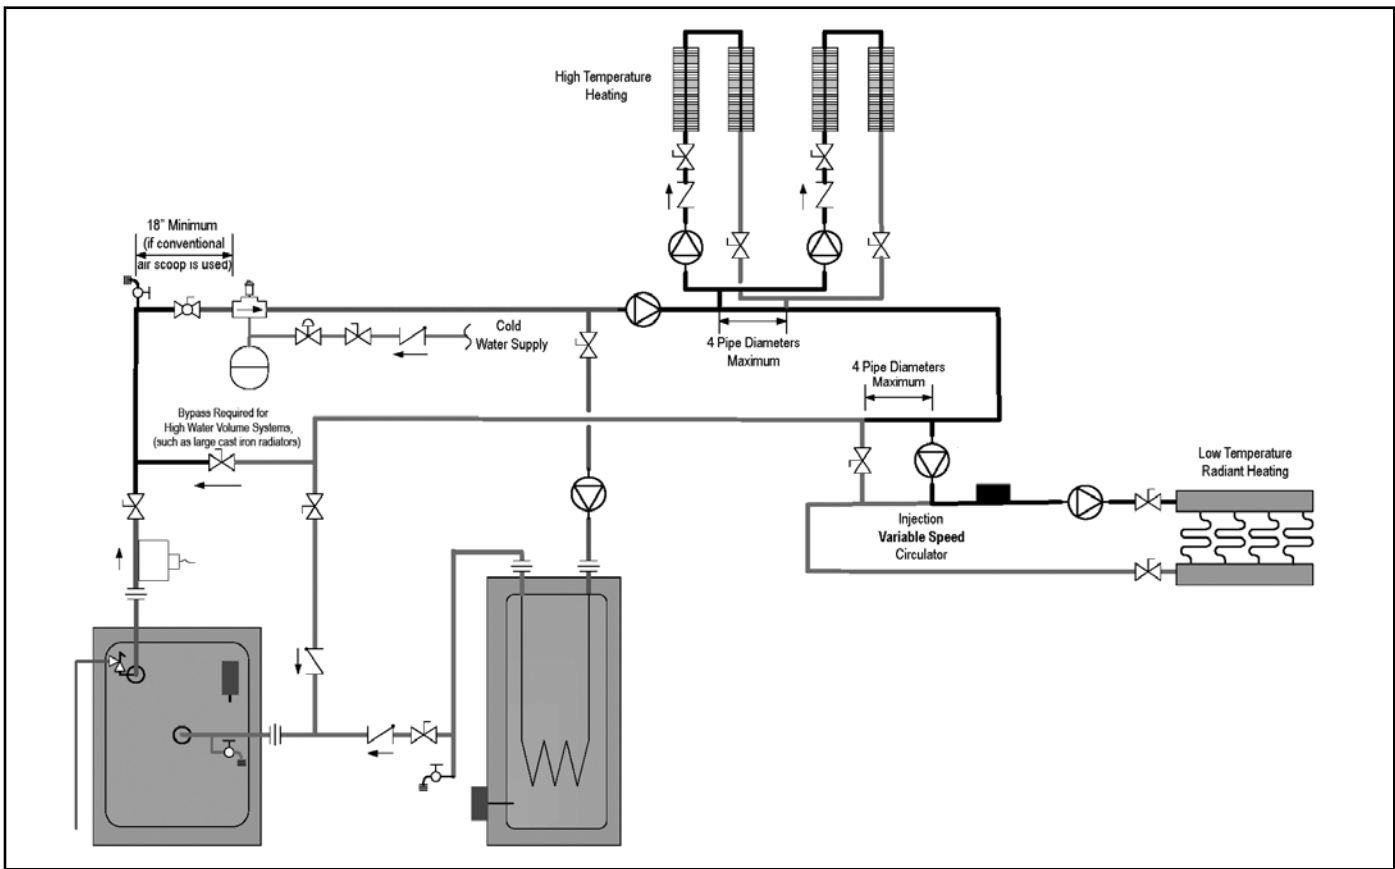 High Temperature
Heating
18" Minimum
(if conventional
air scoop is used)
Cold
Water Supply
4 Pipe Diameters
Maximum
4 Pipe Diameters
Maximum
Bypass Required for
High Water Volume Systems,
(such as large cast iron radiators)
Low Temperature
Radiant Heating
Injection
Variable Speed
Circulator